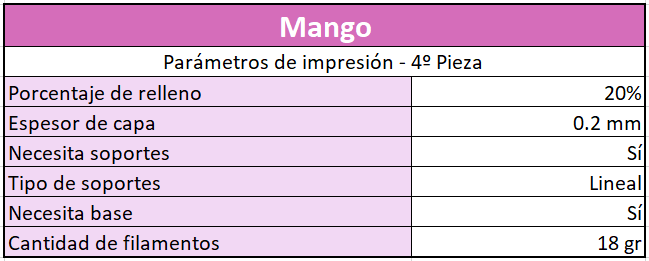 Mango
Parámetros de impresión - 4º Pieza
Porcentaje de relleno 20%
Espesor de capa 0.2 mm
Necesita soportes Sí
Tipo de soportes Lineal
Necesita base Sí
Cantidad de filamentos 18 gr